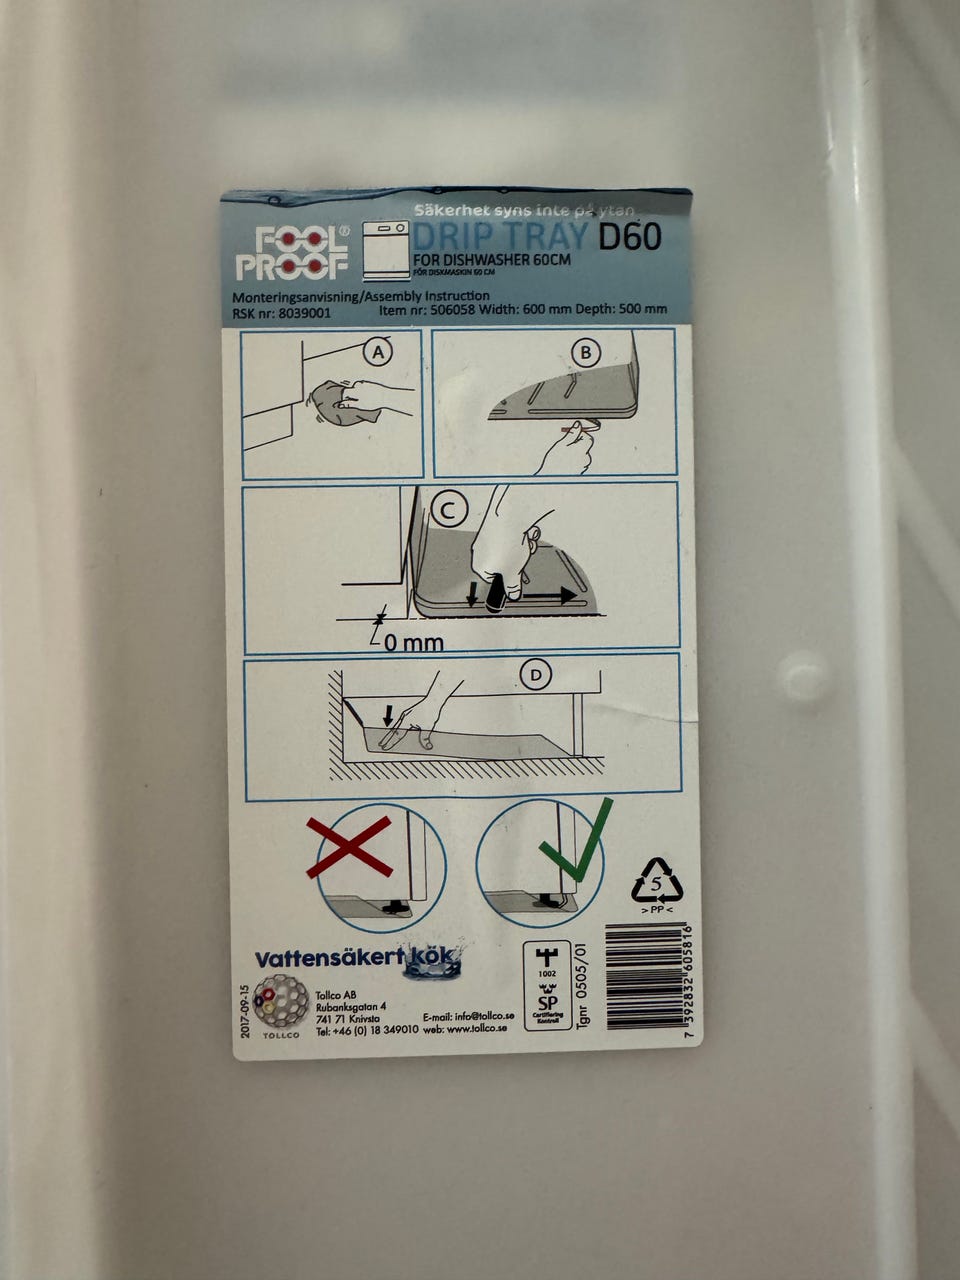 Säkerhet syns inte på ytan
FOOL PROOF®
DRIP TRAY D60
FOR DISHWASHER 60CM
FÖR DISKMASKIN 60 CM
Monteringsanvisning/Assembly Instruction
RSK nr: 8039001 Item nr: 506058 Width: 600 mm Depth: 500 mm
A
B
C
0 mm
D
5
> PP <
Vattensäkert kök
2017-09-15
TOLLCO
Tollco AB
Rubanksgatan 4
741 71 Knivsta
Tel: +46 (0) 18 349010
E-mail: info@tollco.se
web: www.tollco.se
1002
SP
Certifiering
Kontroll
Tgnr 0505/01
7 392832 605816